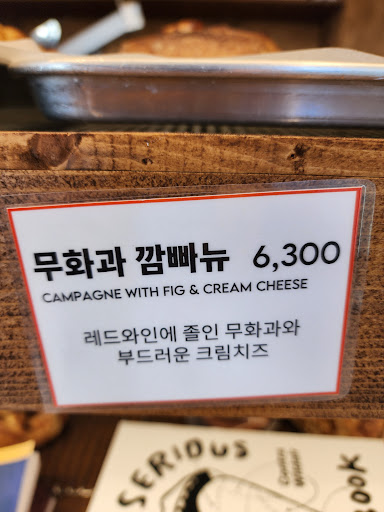 무화과 깜빠뉴 6,300
CAMPAGNE WITH FIG & CREAM CHEESE
레드와인에 졸인 무화과와
부드러운 크림치즈
SERIOUS
BOOK